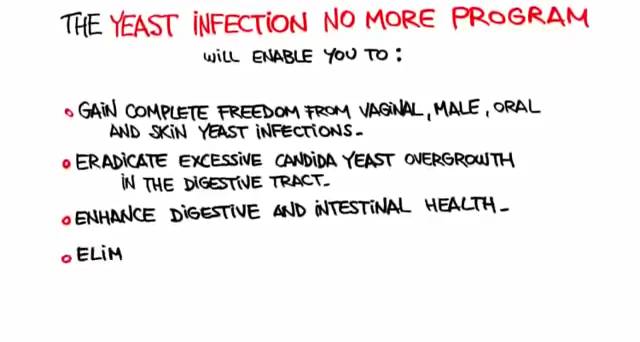 THE YEAST INFECTION NO MORE PROGRAM
WILL ENABLE YOU TO:
GAIN COMPLETE FREEDOM FROM VAGINAL, MALE, ORAL
AND SKIN YEAST INFECTIONS.
ERADICATE EXCESSIVE CANDIDA YEAST OVERGROWTH
IN THE DIGESTIVE TRACT.
ENHANCE DIGESTIVE AND INTESTINAL HEALTH.
ELIM